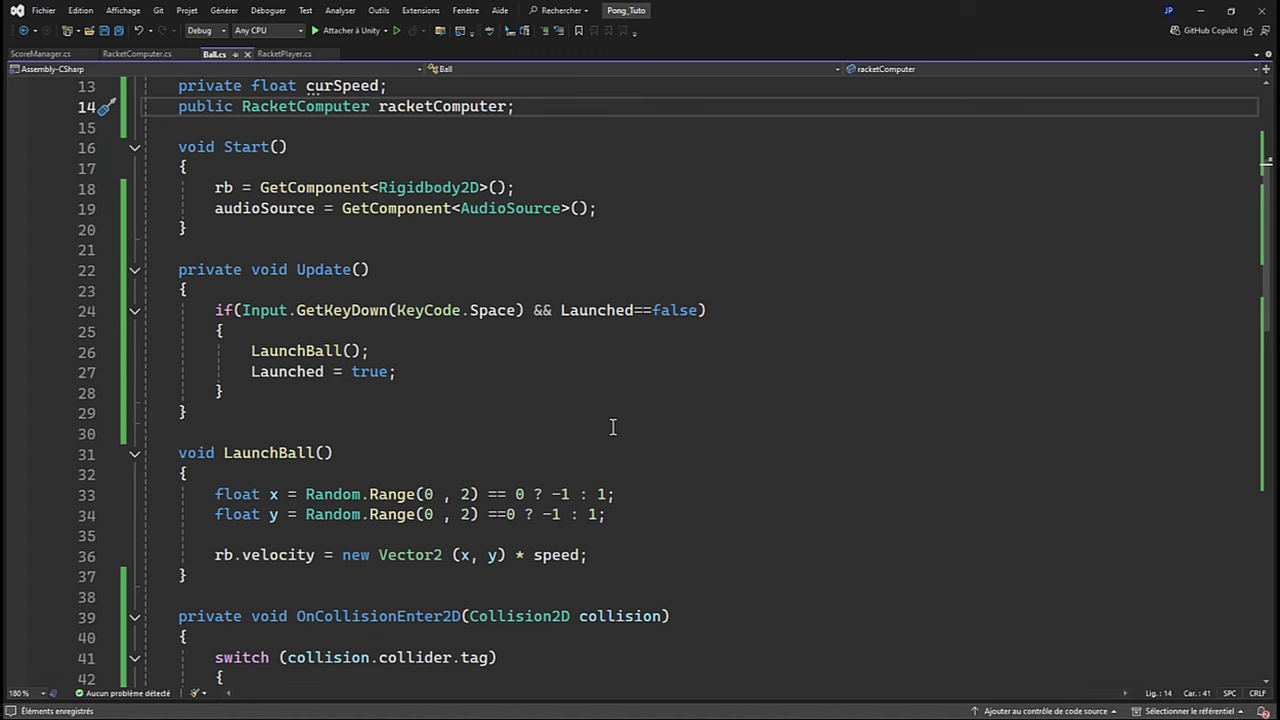 Fichier Edition Affichage Git Projet Générer Déboguer Test Analyser Outils Extensions Fenêtre Aide Rechercher Pong_Tuto JP
Debug Any CPU Attacher à Unity GitHub Copilot
ScoreManager.cs RacketComputer.cs Ball.cs RacketPlayer.cs
Assembly-CSharp Ball racketComputer
13 private float curSpeed;
14 public RacketComputer racketComputer;
15
16 void Start()
17 {
18 rb = GetComponent<Rigidbody2D>();
19 audioSource = GetComponent<AudioSource>();
20 }
21
22 private void Update()
23 {
24 if(Input.GetKeyDown(KeyCode.Space) && Launched==false)
25 {
26 LaunchBall();
27 Launched = true;
28 }
29 }
30
31 void LaunchBall()
32 {
33 float x = Random.Range(0 , 2) == 0 ? -1 : 1;
34 float y = Random.Range(0 , 2) ==0 ? -1 : 1;
35
36 rb.velocity = new Vector2 (x, y) * speed;
37 }
38
39 private void OnCollisionEnter2D(Collision2D collision)
40 {
41 switch (collision.collider.tag)
42 {
180 % Aucun problème détecté Lig. : 14 Car. : 41 SPC CRLF
Éléments enregistrés Ajouter au contrôle de code source Sélectionner le référentiel